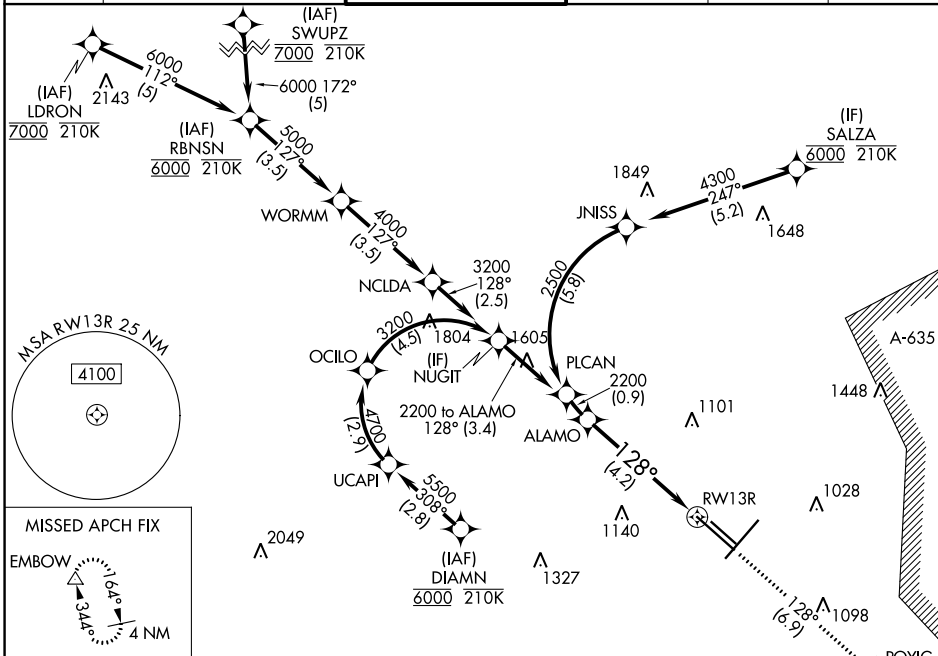 (IAF)
SWUPZ
7000 210K
6000
112°
(5)
(IAF)
LDRON
7000 210K
2143
6000 172°
(5)
(IAF)
RBNSN
6000 210K
5000
127°
(3.5)
(IF)
SALZA
6000 210K
4300
247°
(5.2)
1849
1648
JNISS
WORMM
4000
127°
(3.5)
NCLDA
3200
128°
(2.5)
2500
(5.8)
MSA RW13R 25 NM
4100
3200
(4.5)
1804
1605
OCILO
(IF)
NUGIT
PLCAN
2200
(0.9)
A-635
1448
2200 to ALAMO
128° (3.4)
ALAMO
1101
4700
(2.9)
UCAPI
128°
(4.2)
RW13R
5500
308°
(2.8)
1028
1140
MISSED APCH FIX
EMBOW
164°
344°
4 NM
2049
(IAF)
DIAMN
6000 210K
1327
128°
(6.9)
1098